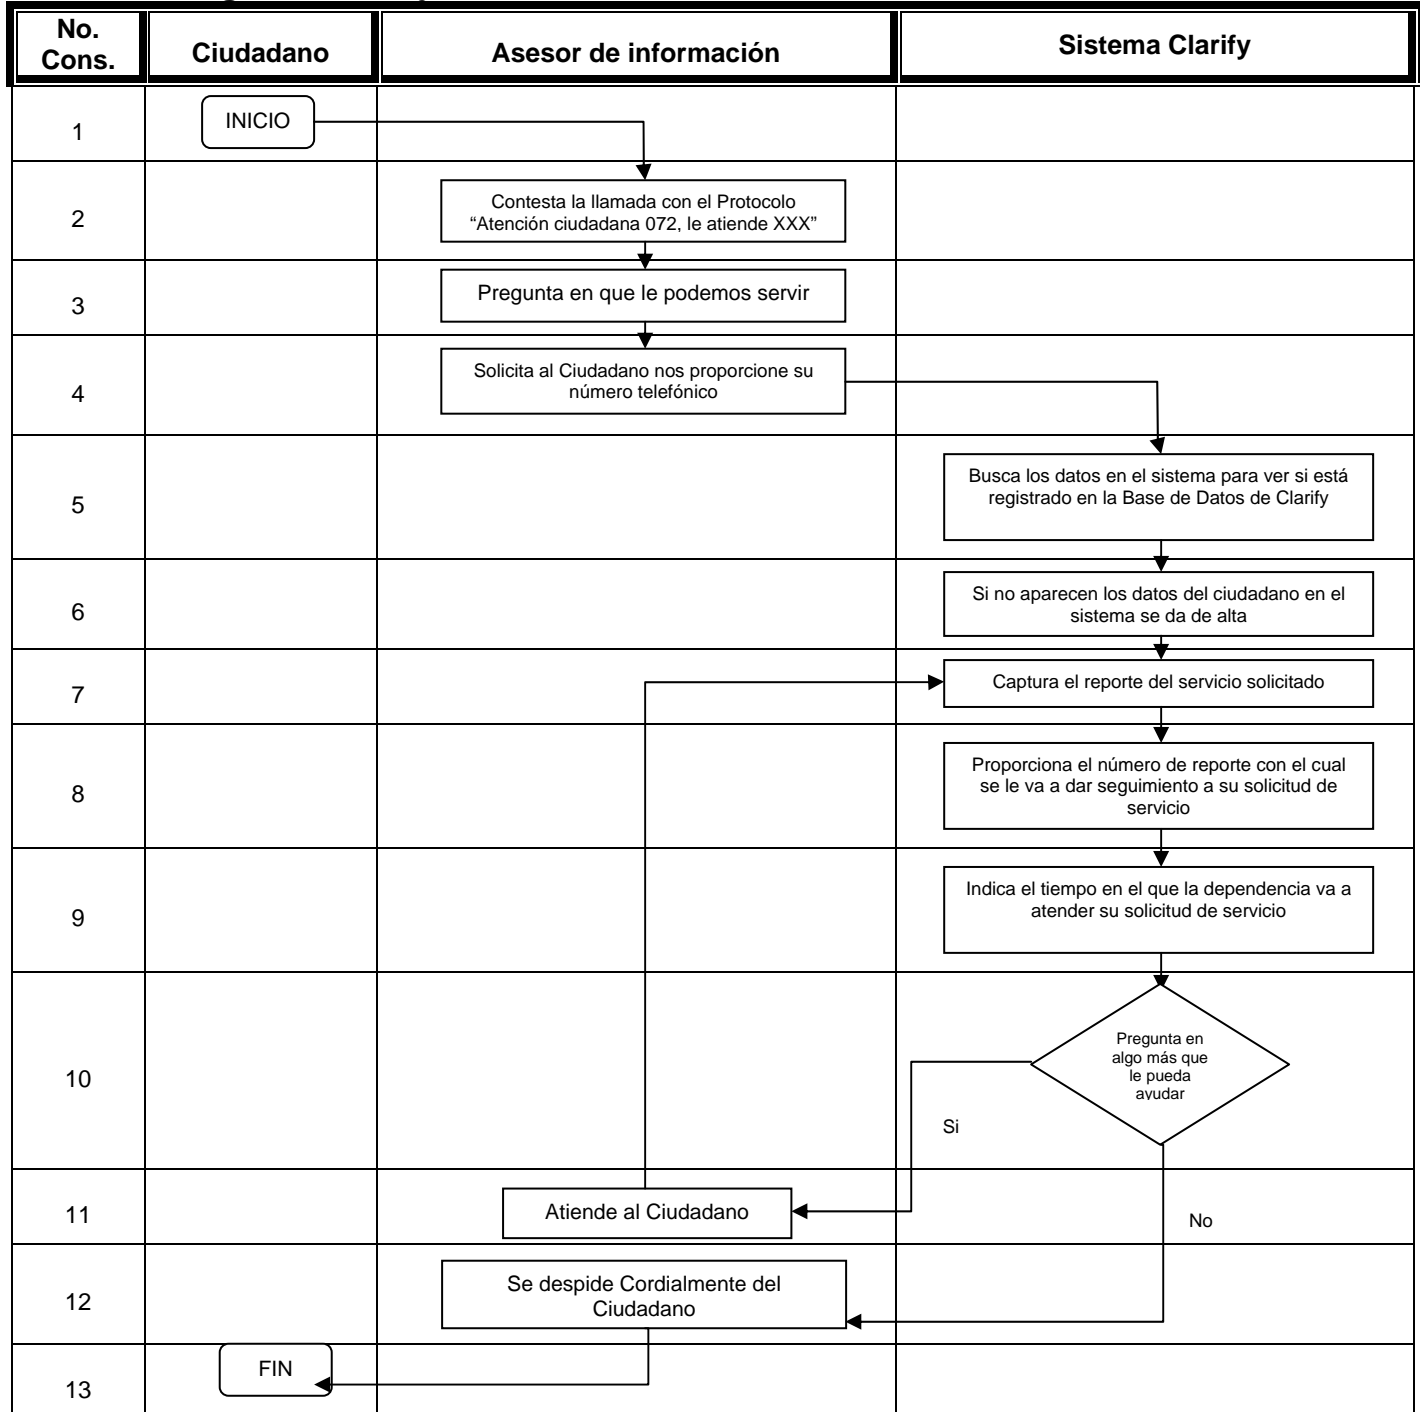 No.
Cons.
Ciudadano
Asesor de información
Sistema Clarify
1
INICIO
2
Contesta la llamada con el Protocolo
“Atención ciudadana 072, le atiende XXX”
3
Pregunta en que le podemos servir
4
Solicita al Ciudadano nos proporcione su
número telefónico
5
Busca los datos en el sistema para ver si está
registrado en la Base de Datos de Clarify
6
Si no aparecen los datos del ciudadano en el
sistema se da de alta
7
Captura el reporte del servicio solicitado
8
Proporciona el número de reporte con el cual
se le va a dar seguimiento a su solicitud de
servicio
9
Indica el tiempo en el que la dependencia va a
atender su solicitud de servicio
10
Pregunta en
algo más que
le pueda
ayudar
Si
11
Atiende al Ciudadano
No
12
Se despide Cordialmente del
Ciudadano
13
FIN